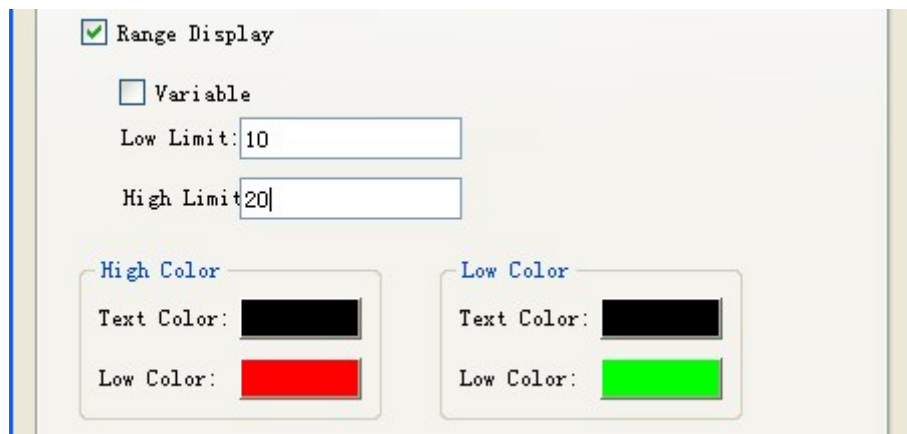 Range Display
Variable
Low Limit: 10
High Limit 20
High Color
Low Color
Text Color:
Text Color:
Low Color:
Low Color: